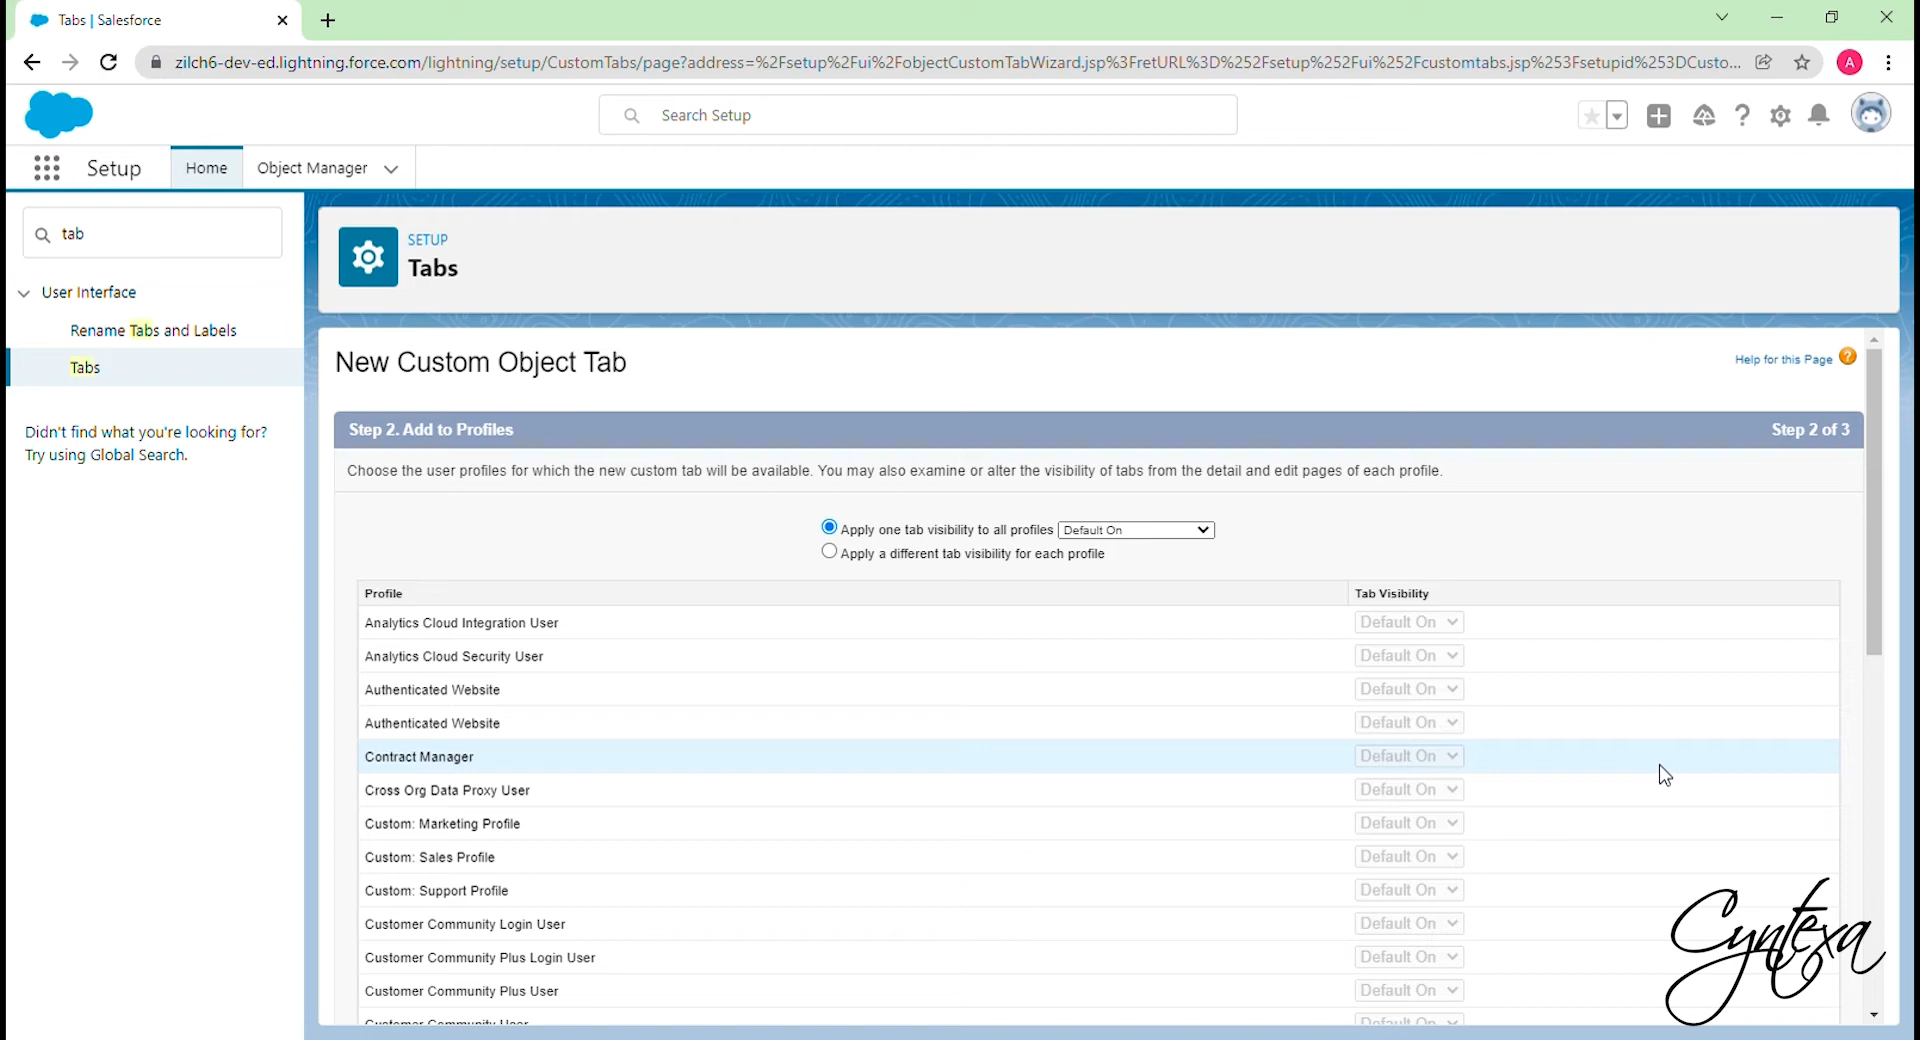 Tabs | Salesforce
zilch6-dev-ed.lightning.force.com/lightning/setup/CustomTabs/page?address=%2Fsetup%2Fui%2FobjectCustomTabWizard.jsp%3FretURL%3D%252Fsetup%252Fui%252Fcustomtabs.jsp%253Fsetupid%253DCusto...
A
Search Setup
Setup
Home
Object Manager
tab
User Interface
Rename Tabs and Labels
Tabs
Didn't find what you're looking for?
Try using Global Search.
SETUP
Tabs
New Custom Object Tab
Help for this Page ?
Step 2. Add to Profiles
Step 2 of 3
Choose the user profiles for which the new custom tab will be available. You may also examine or alter the visibility of tabs from the detail and edit pages of each profile.
Apply one tab visibility to all profiles Default On
Apply a different tab visibility for each profile
Profile Tab Visibility
Analytics Cloud Integration User Default On
Analytics Cloud Security User Default On
Authenticated Website Default On
Authenticated Website Default On
Contract Manager Default On
Cross Org Data Proxy User Default On
Custom: Marketing Profile Default On
Custom: Sales Profile Default On
Custom: Support Profile Default On
Customer Community Login User Default On
Customer Community Plus Login User Default On
Customer Community Plus User Default On
Customer Community User Default On
Cyntexa